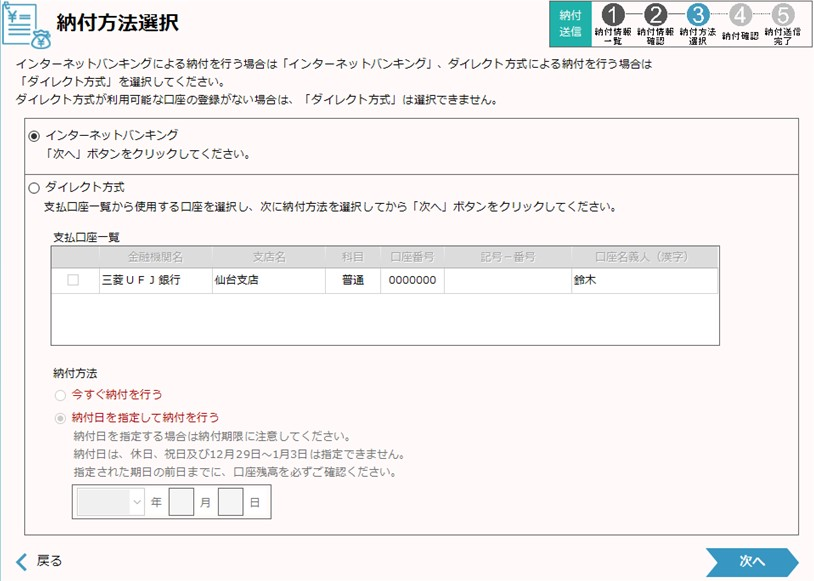 納付方法選択
納付
送信
1 2 3 4 5
納付情報
一覧
納付情報
確認
納付方法
選択
納付確認
納付送信
完了
インターネットバンキングによる納付を行う場合は「インターネットバンキング」、ダイレクト方式による納付を行う場合は
「ダイレクト方式」を選択してください。
ダイレクト方式が利用可能な口座の登録がない場合は、「ダイレクト方式」は選択できません。
インターネットバンキング
「次へ」ボタンをクリックしてください。
ダイレクト方式
支払口座一覧から使用する口座を選択し、次に納付方法を選択してから「次へ」ボタンをクリックしてください。
支払口座一覧
金融機関名 支店名 科目 口座番号 記号－番号 口座名義人（漢字）
三菱ＵＦＪ銀行 仙台支店 普通 0000000 鈴木
納付方法
今すぐ納付を行う
納付日を指定して納付を行う
納付日を指定する場合は納付期限に注意してください。
納付日は、休日、祝日及び12月29日～1月3日は指定できません。
指定された期日の前日までに、口座残高を必ずご確認ください。
年 月 日
戻る
次へ